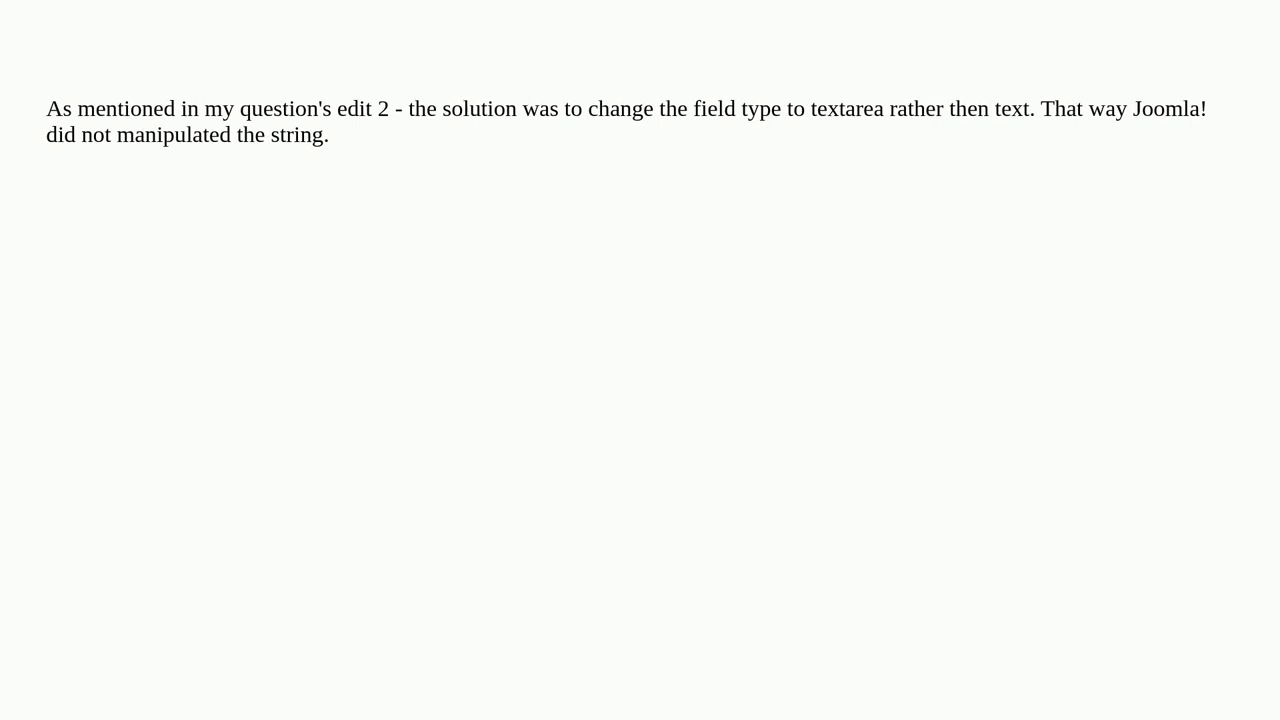 As mentioned in my question's edit 2 - the solution was to change the field type to textarea rather then text. That way Joomla!
did not manipulated the string.